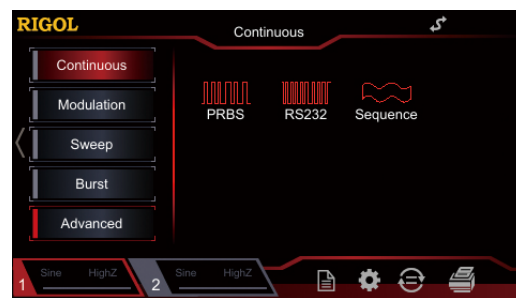 RIGOL
Continuous
Continuous
Modulation
Sweep
Burst
Advanced
PRBS RS232 Sequence
1 Sine HighZ 2 Sine HighZ